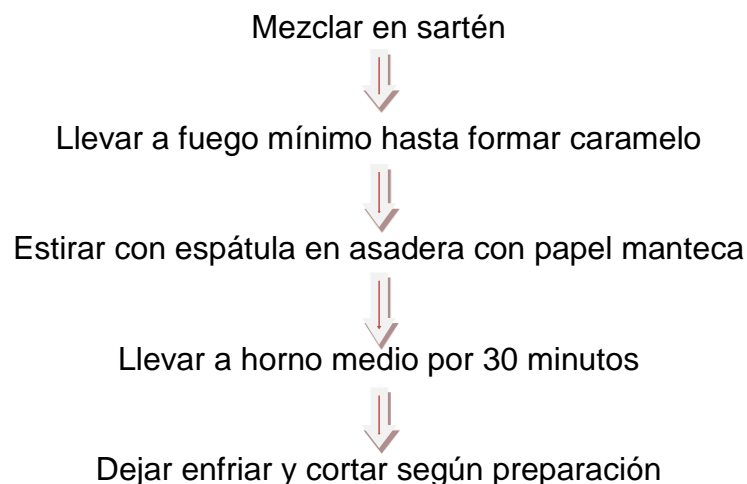 Mezclar en sartén
Llevar a fuego mínimo hasta formar caramelo
Estirar con espátula en asadera con papel manteca
Llevar a horno medio por 30 minutos
Dejar enfriar y cortar según preparación